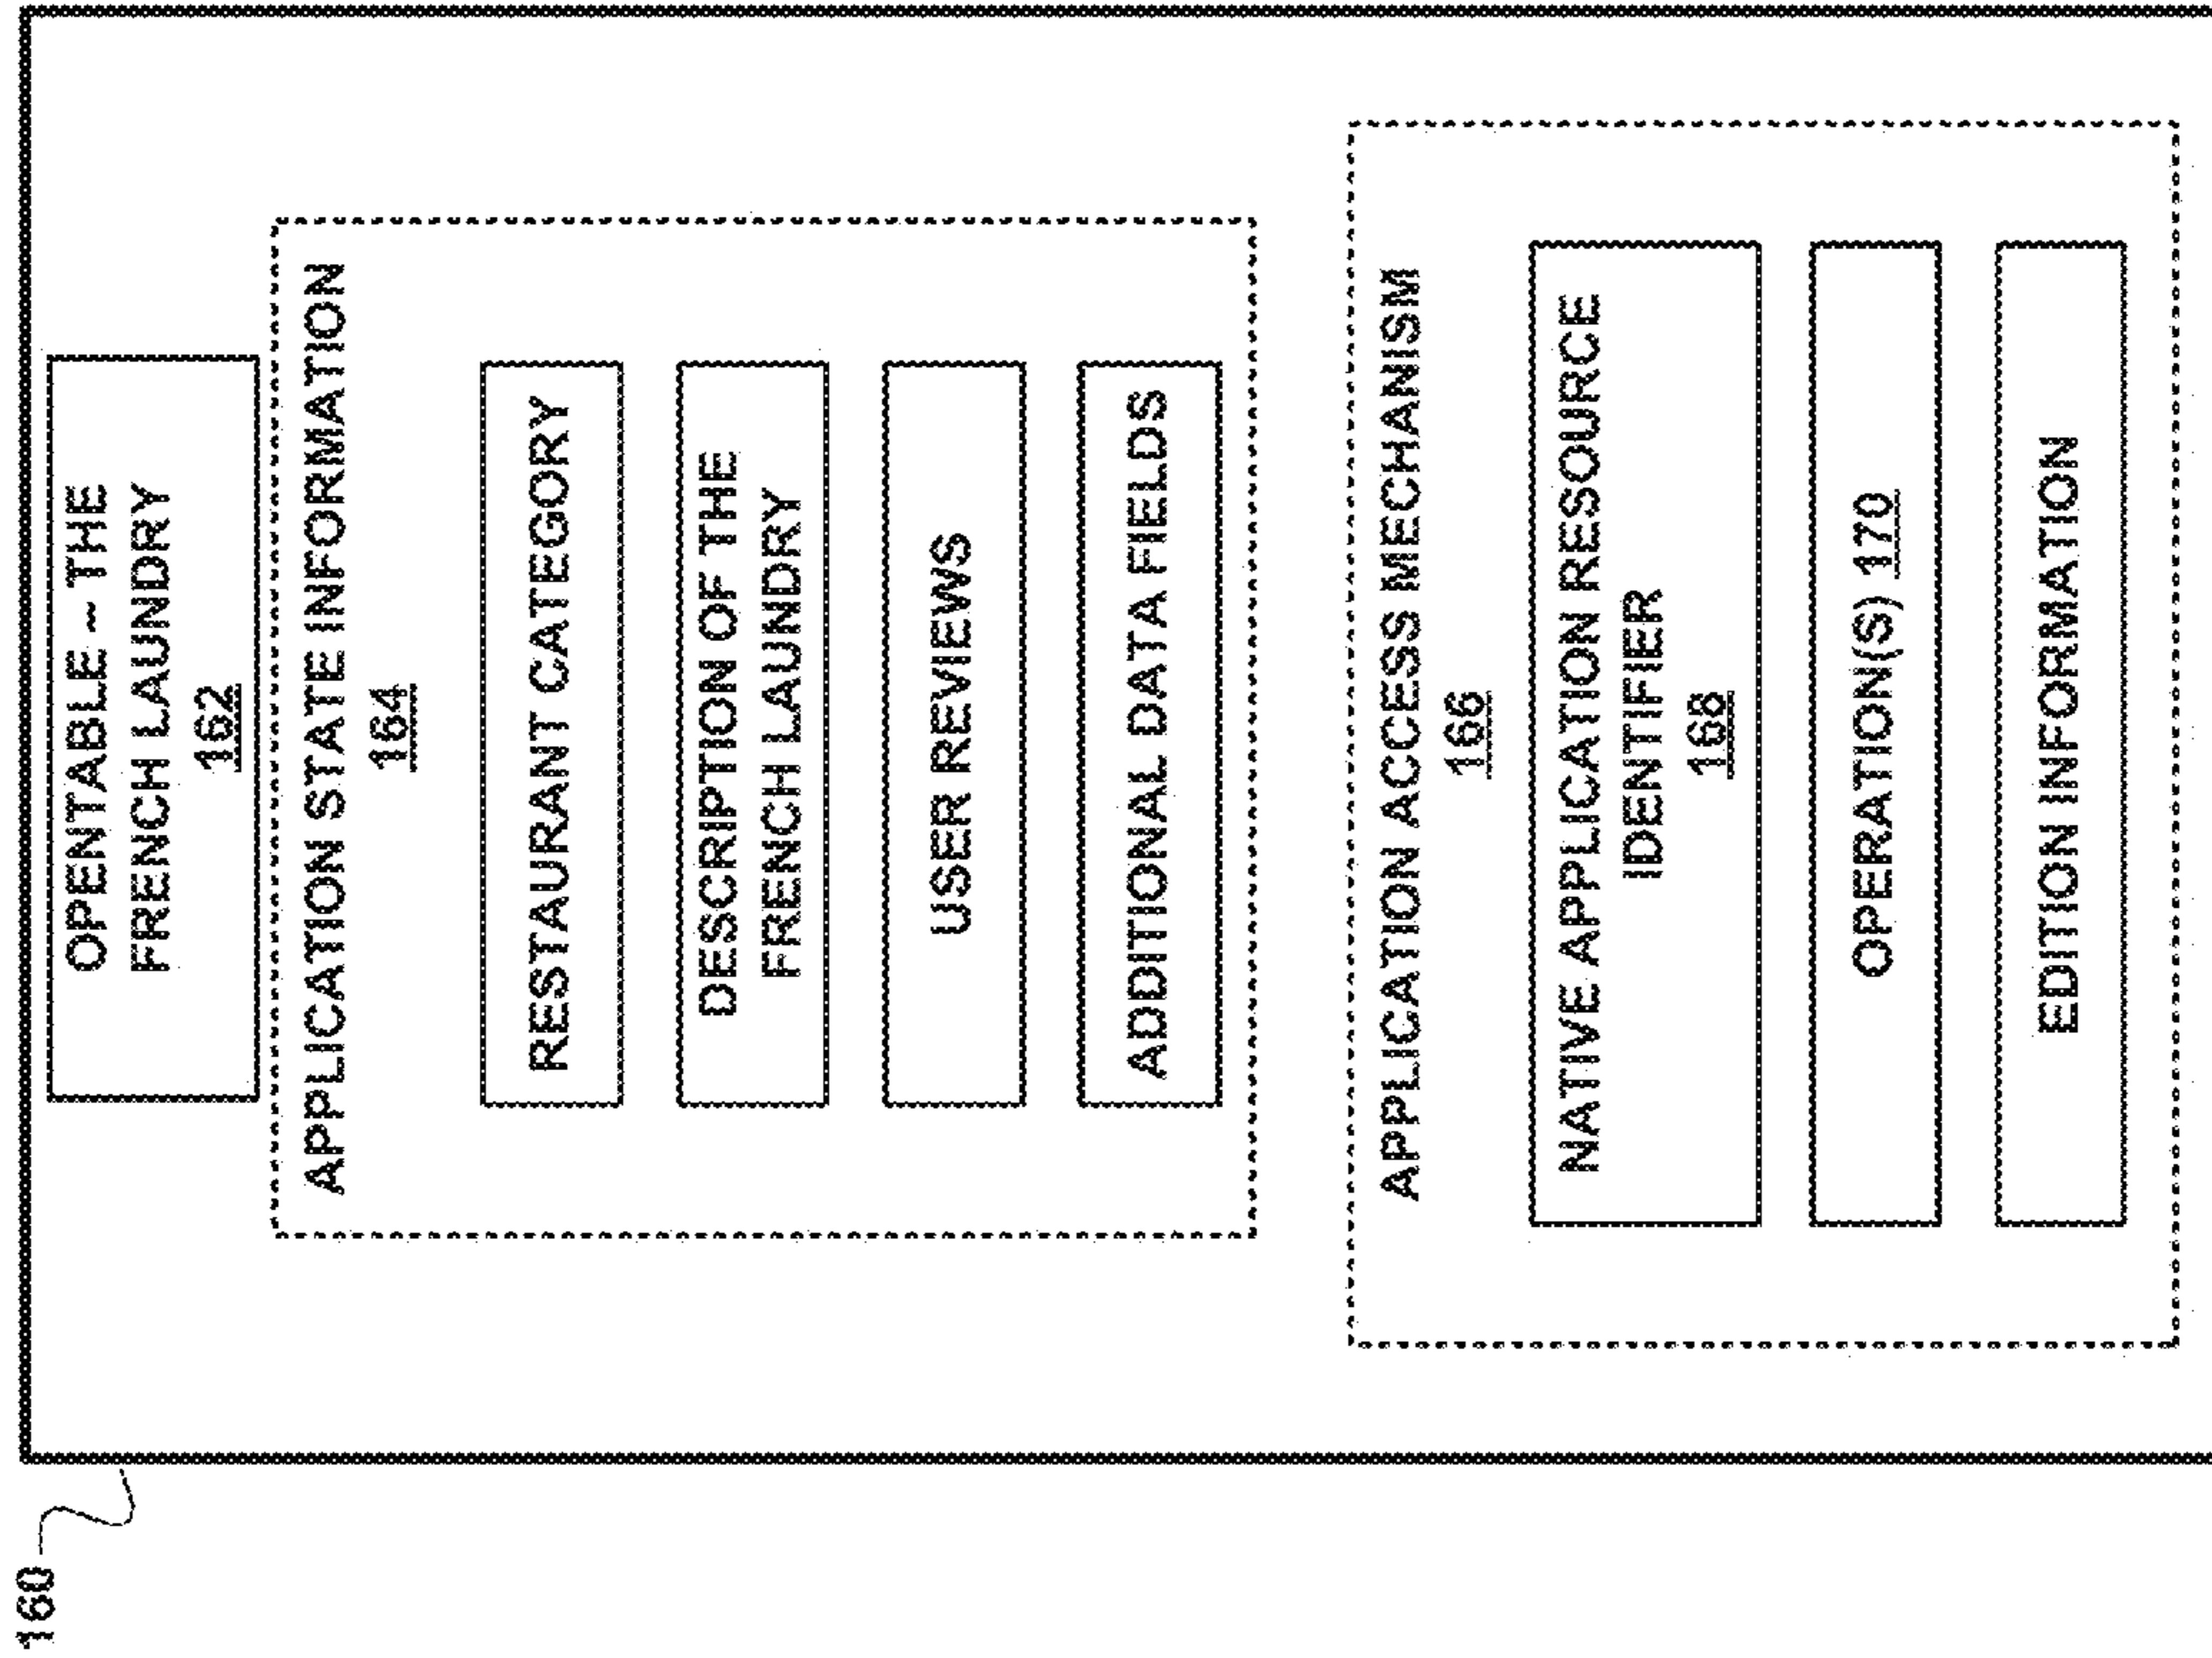 160
OPENTABLE ~ THE
FRENCH LAUNDRY
162
APPLICATION STATE INFORMATION
164
RESTAURANT CATEGORY
DESCRIPTION OF THE
FRENCH LAUNDRY
USER REVIEWS
ADDITIONAL DATA FIELDS
APPLICATION ACCESS MECHANISM
166
NATIVE APPLICATION RESOURCE
IDENTIFIER
168
OPERATION(S) 170
EDITION INFORMATION